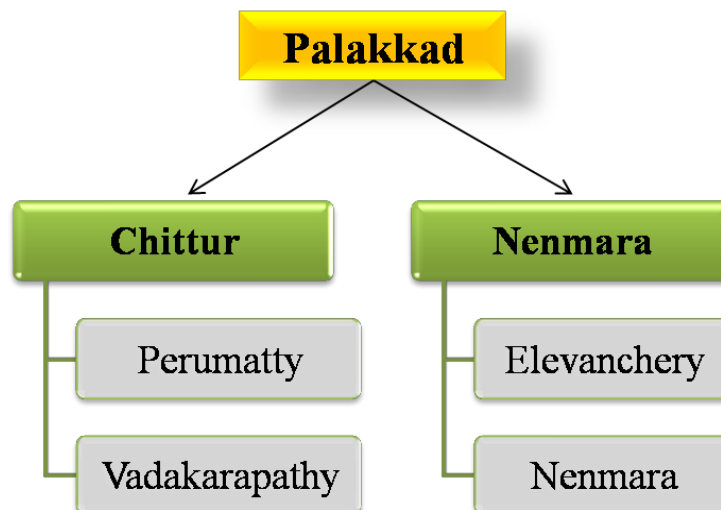 Palakkad
Chittur
Nenmara
Perumatty
Elevanchery
Vadakarapathy
Nenmara